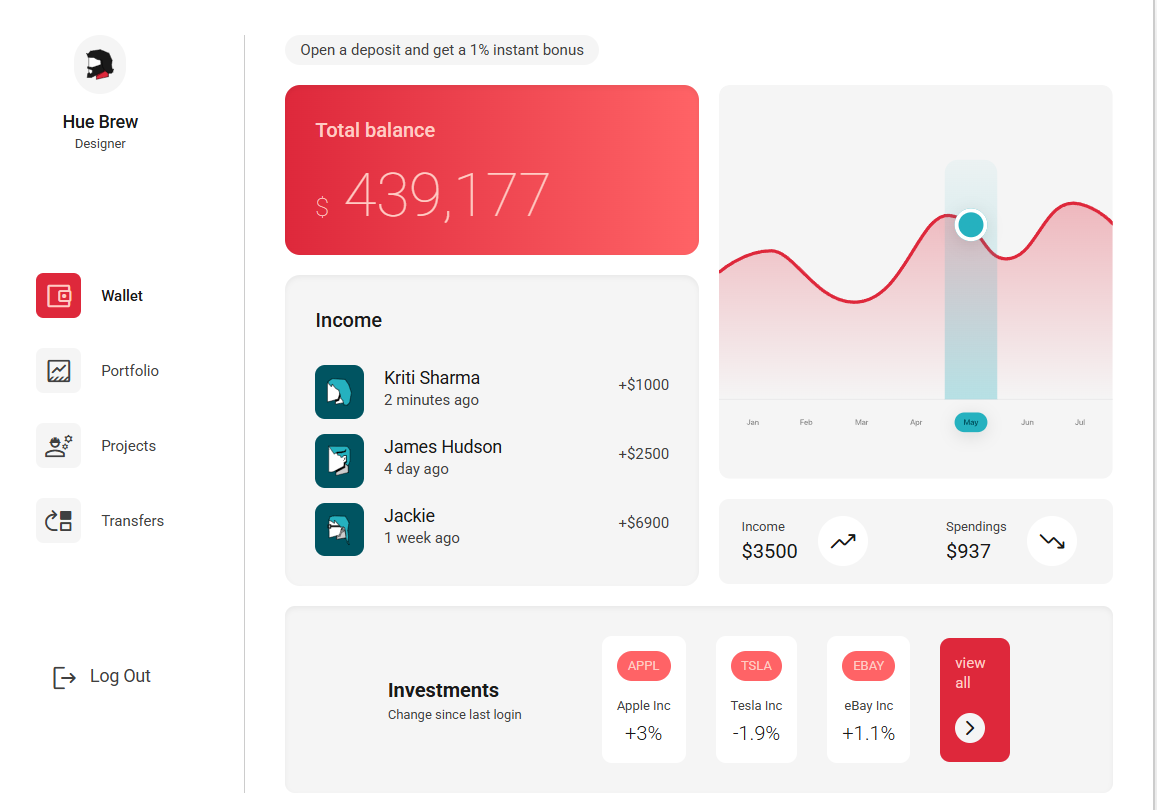 Hue Brew
Designer
Wallet
Portfolio
Projects
Transfers
Log Out
Open a deposit and get a 1% instant bonus
Total balance
$ 439,177
Income
Kriti Sharma
2 minutes ago
+$1000
James Hudson
4 day ago
+$2500
Jackie
1 week ago
+$6900
Jan Feb Mar Apr May Jun Jul
Income
$3500
Spendings
$937
Investments
Change since last login
APPL
Apple Inc
+3%
TSLA
Tesla Inc
-1.9%
EBAY
eBay Inc
+1.1%
view
all